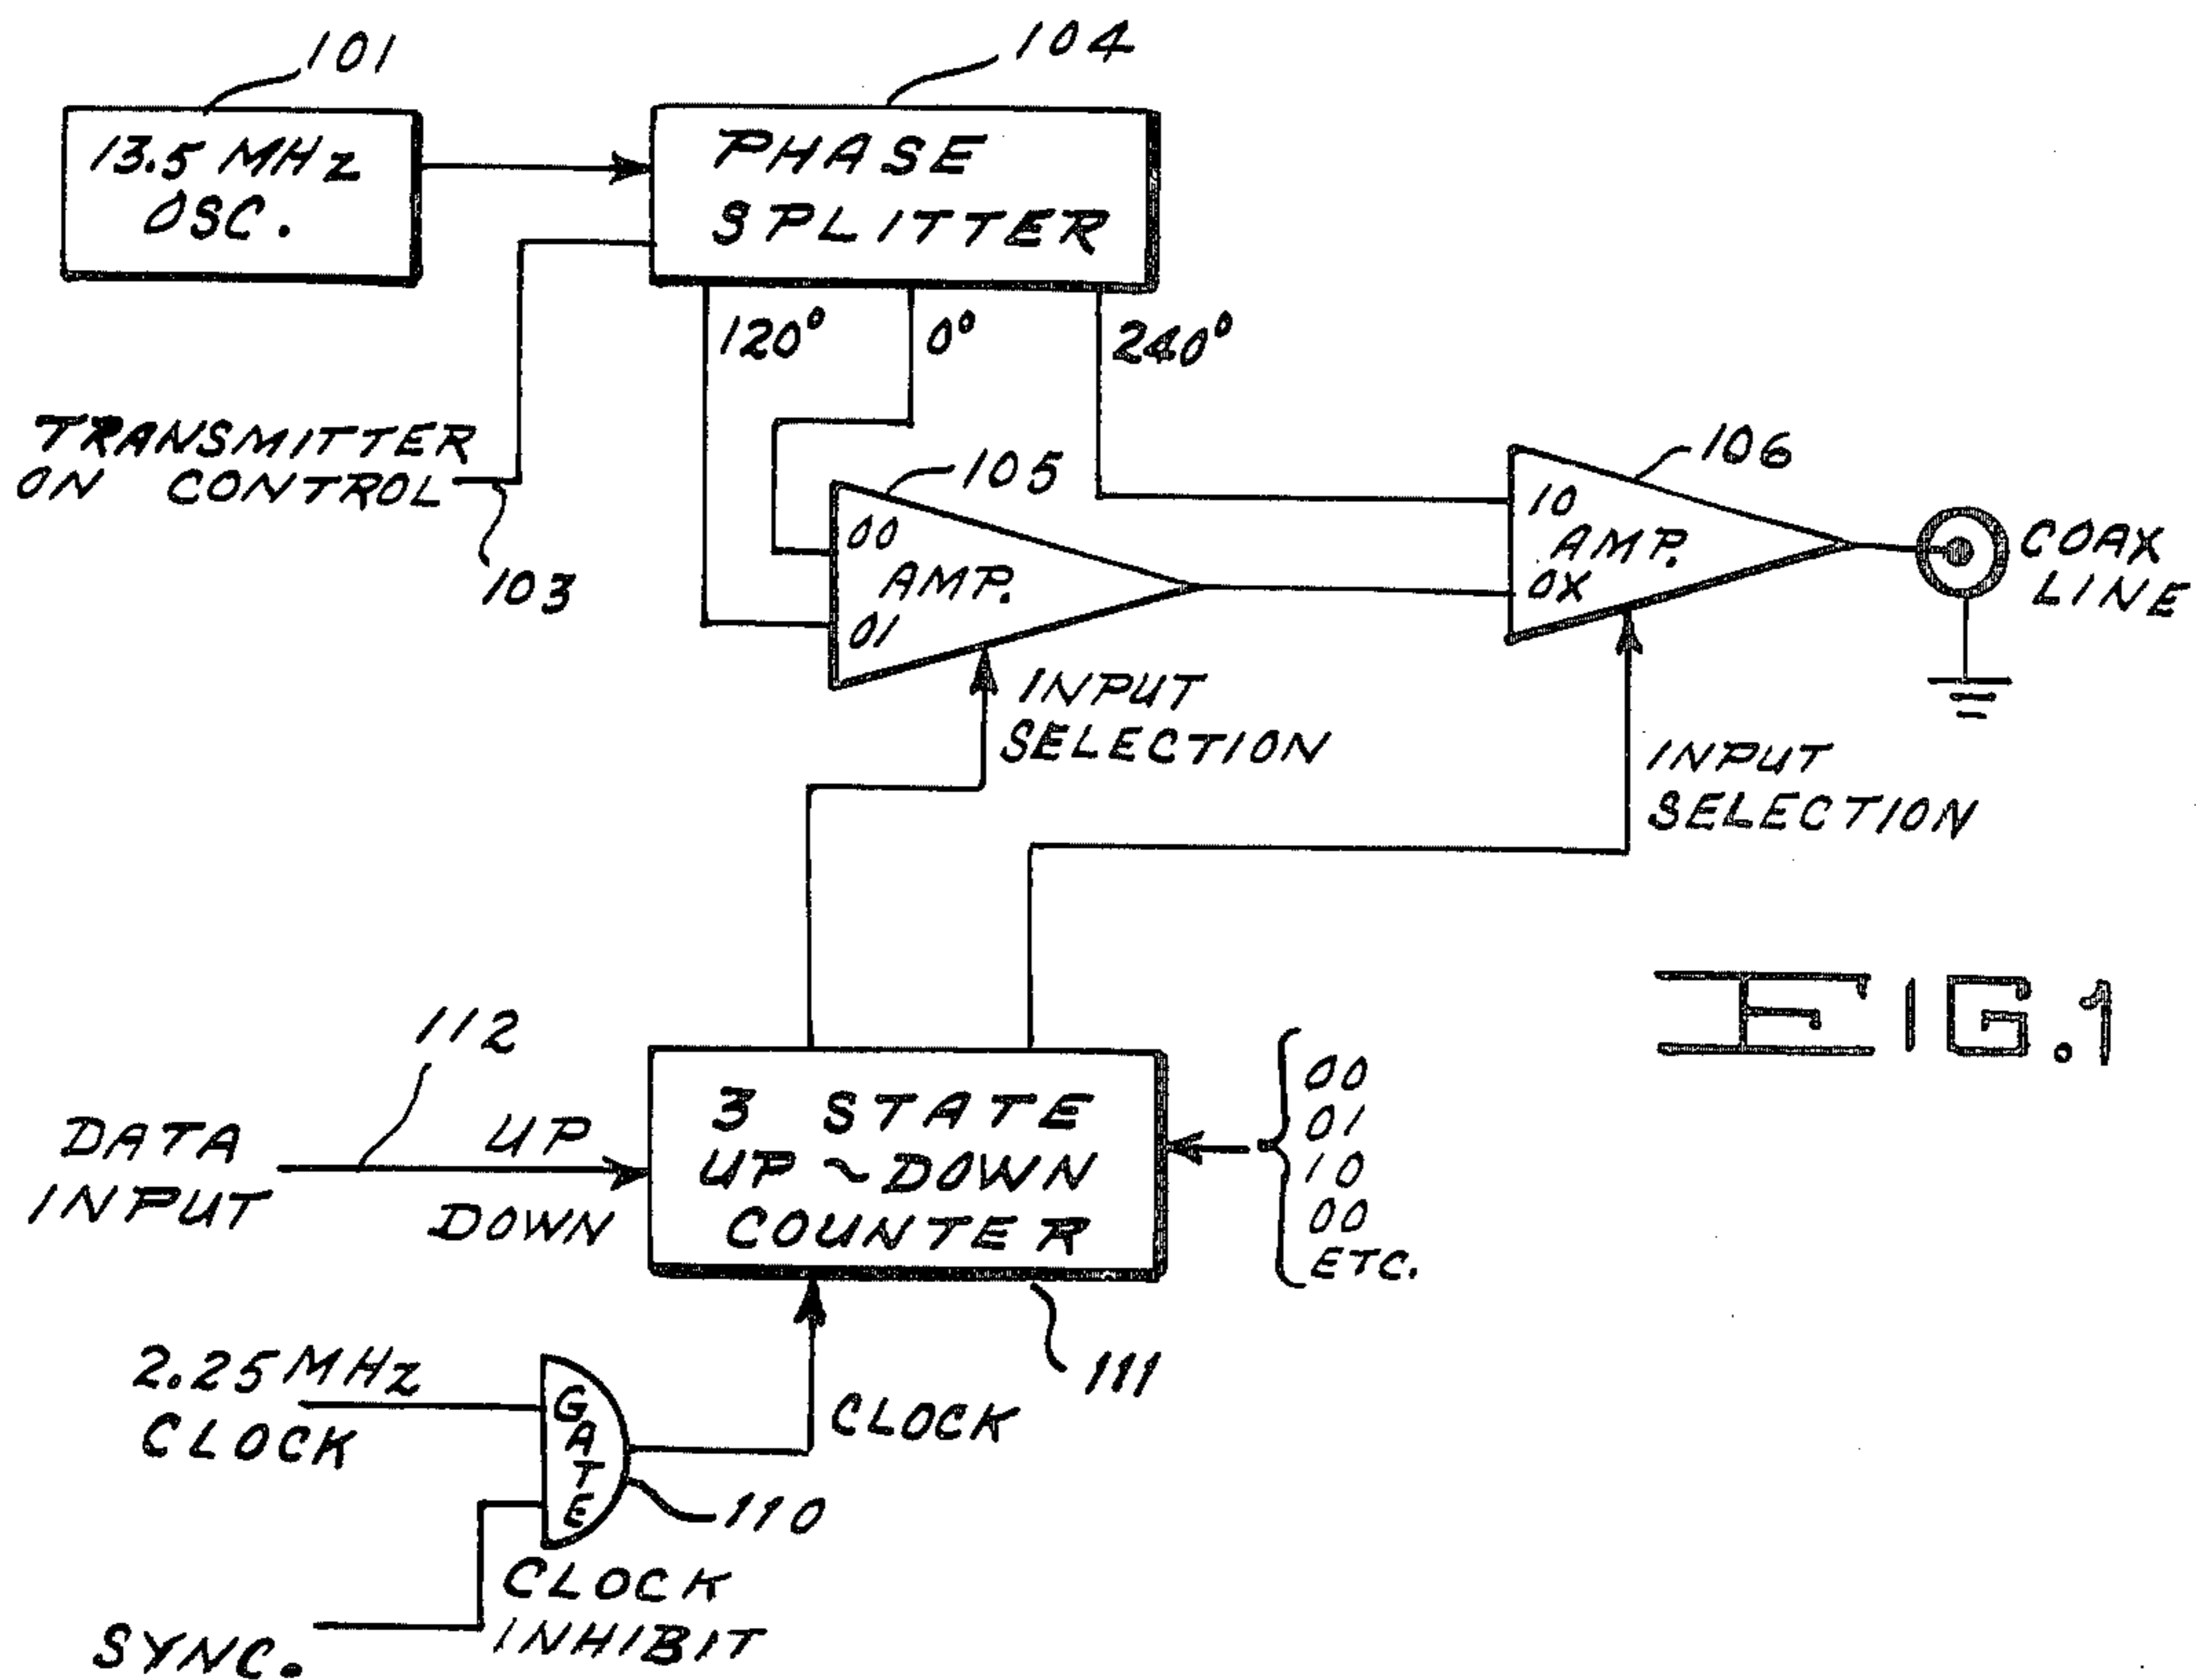 101
104
13.5 MHz
OSC.
PHASE
SPLITTER
120°
0°
240°
TRANSMITTER
ON CONTROL
103
105
106
00
AMP.
01
10
AMP.
0X
COAX
LINE
INPUT
SELECTION
INPUT
SELECTION
FIG.1
112
DATA
INPUT
UP
DOWN
3 STATE
UP ~ DOWN
COUNTER
00
01
10
00
ETC.
111
2.25 MHz
CLOCK
GATE
CLOCK
110
CLOCK
INHIBIT
SYNC.